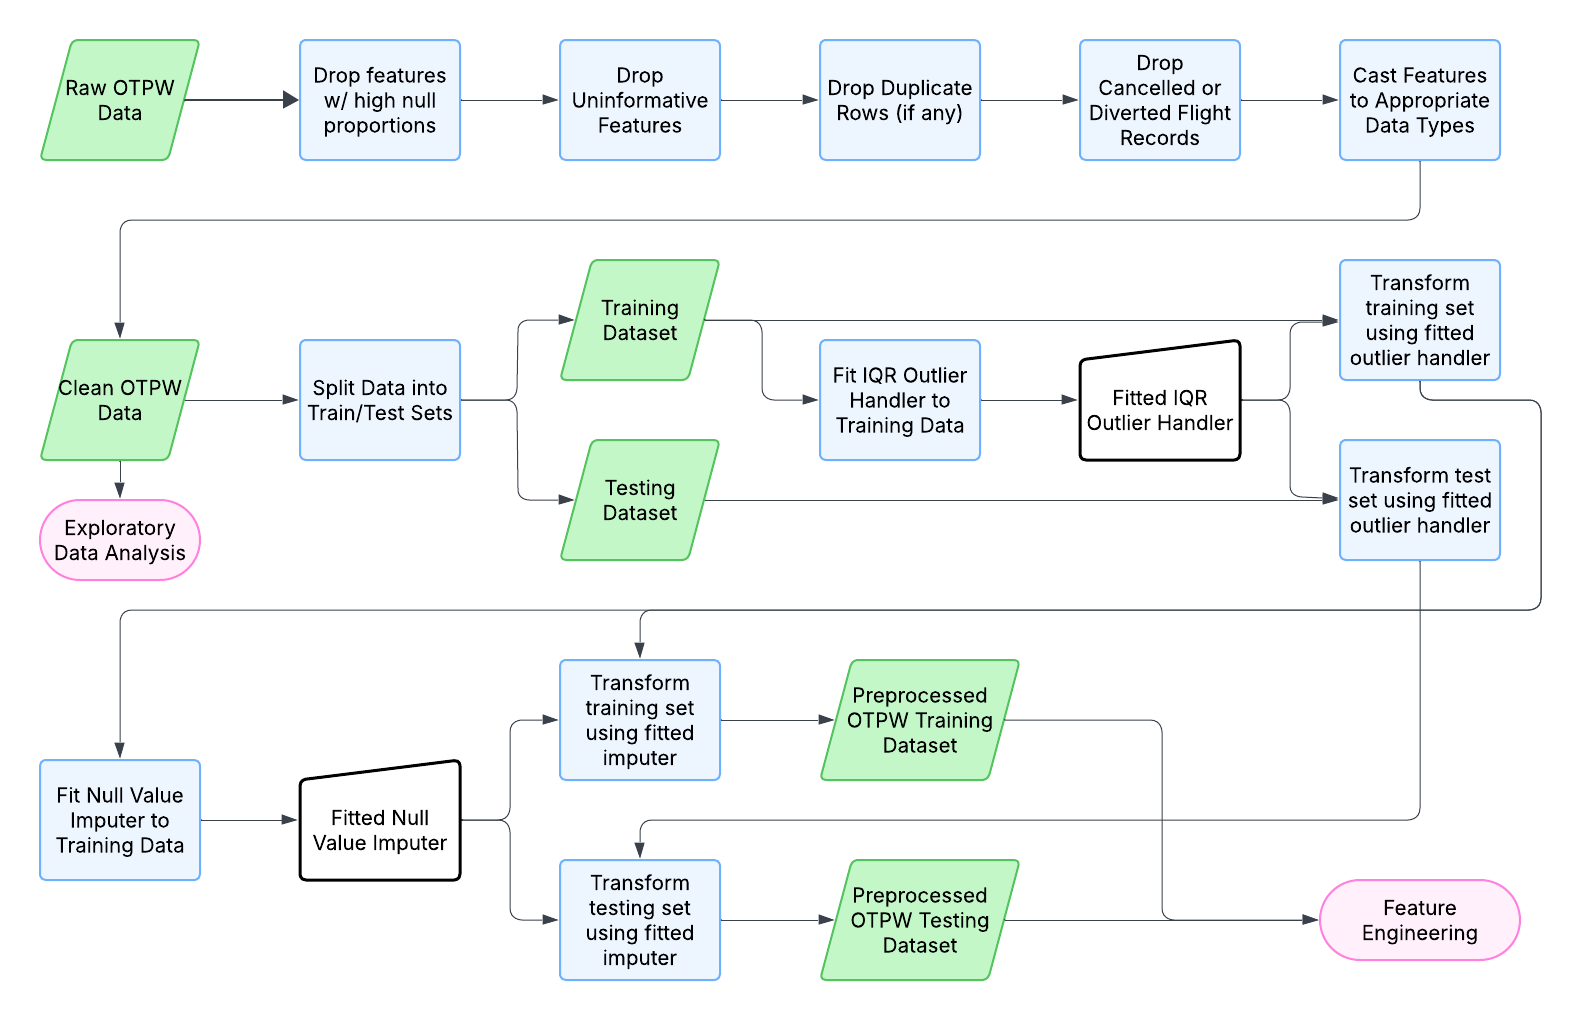 Raw OTPW
Data
Drop features
w/ high null
proportions
Drop
Uninformative
Features
Drop Duplicate
Rows (if any)
Drop
Cancelled or
Diverted Flight
Records
Cast Features
to Appropriate
Data Types
Clean OTPW
Data
Exploratory
Data Analysis
Split Data into
Train/Test Sets
Training
Dataset
Testing
Dataset
Fit IQR Outlier
Handler to
Training Data
Fitted IQR
Outlier Handler
Transform
training set
using fitted
outlier handler
Transform test
set using fitted
outlier handler
Fit Null Value
Imputer to
Training Data
Fitted Null
Value Imputer
Transform
training set
using fitted
imputer
Preprocessed
OTPW Training
Dataset
Transform
testing set
using fitted
imputer
Preprocessed
OTPW Testing
Dataset
Feature
Engineering